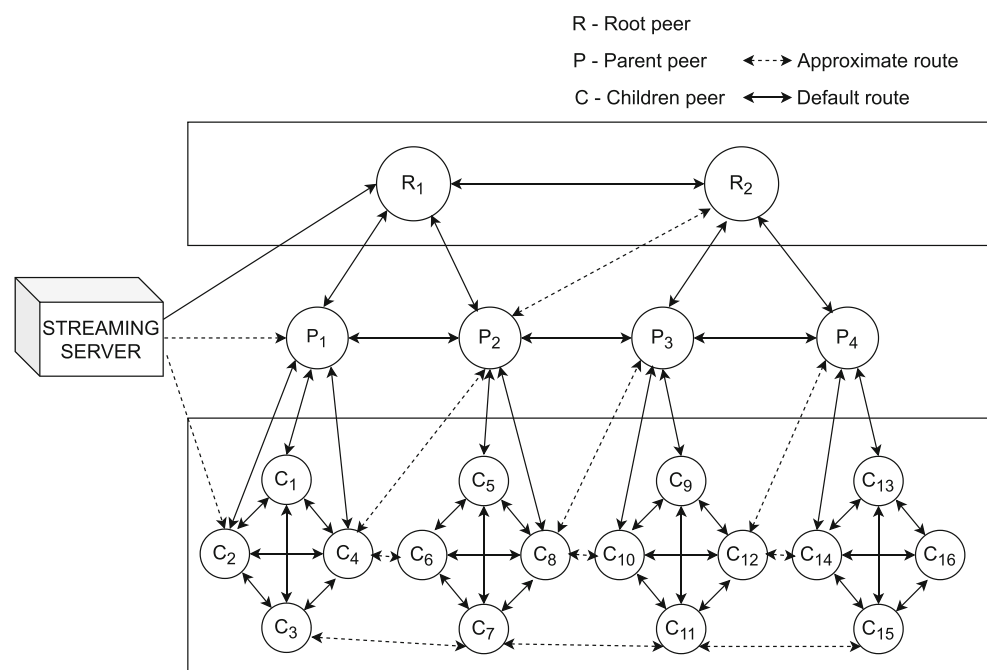 R - Root peer
P - Parent peer
Approximate route
C - Children peer
Default route
R1
R2
STREAMING
SERVER
P1
P2
P3
P4
C1
C5
C9
C13
C2
C4
C6
C8
C10
C12
C14
C16
C3
C7
C11
C15